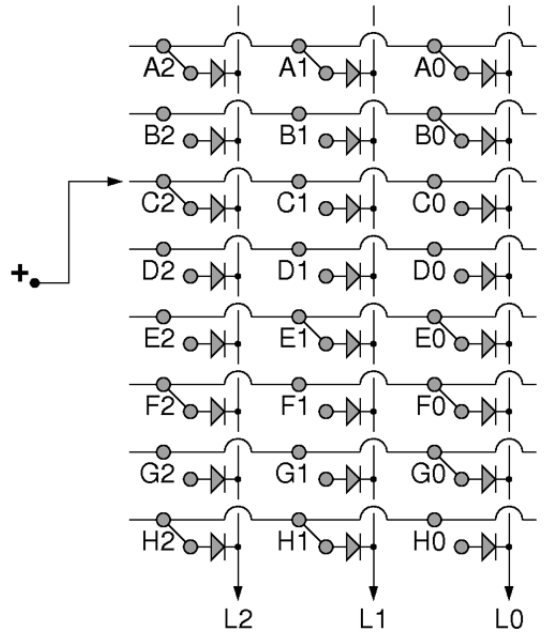 A2 A1 A0
B2 B1 B0
C2 C1 C0
+
D2 D1 D0
E2 E1 E0
F2 F1 F0
G2 G1 G0
H2 H1 H0
L2 L1 L0